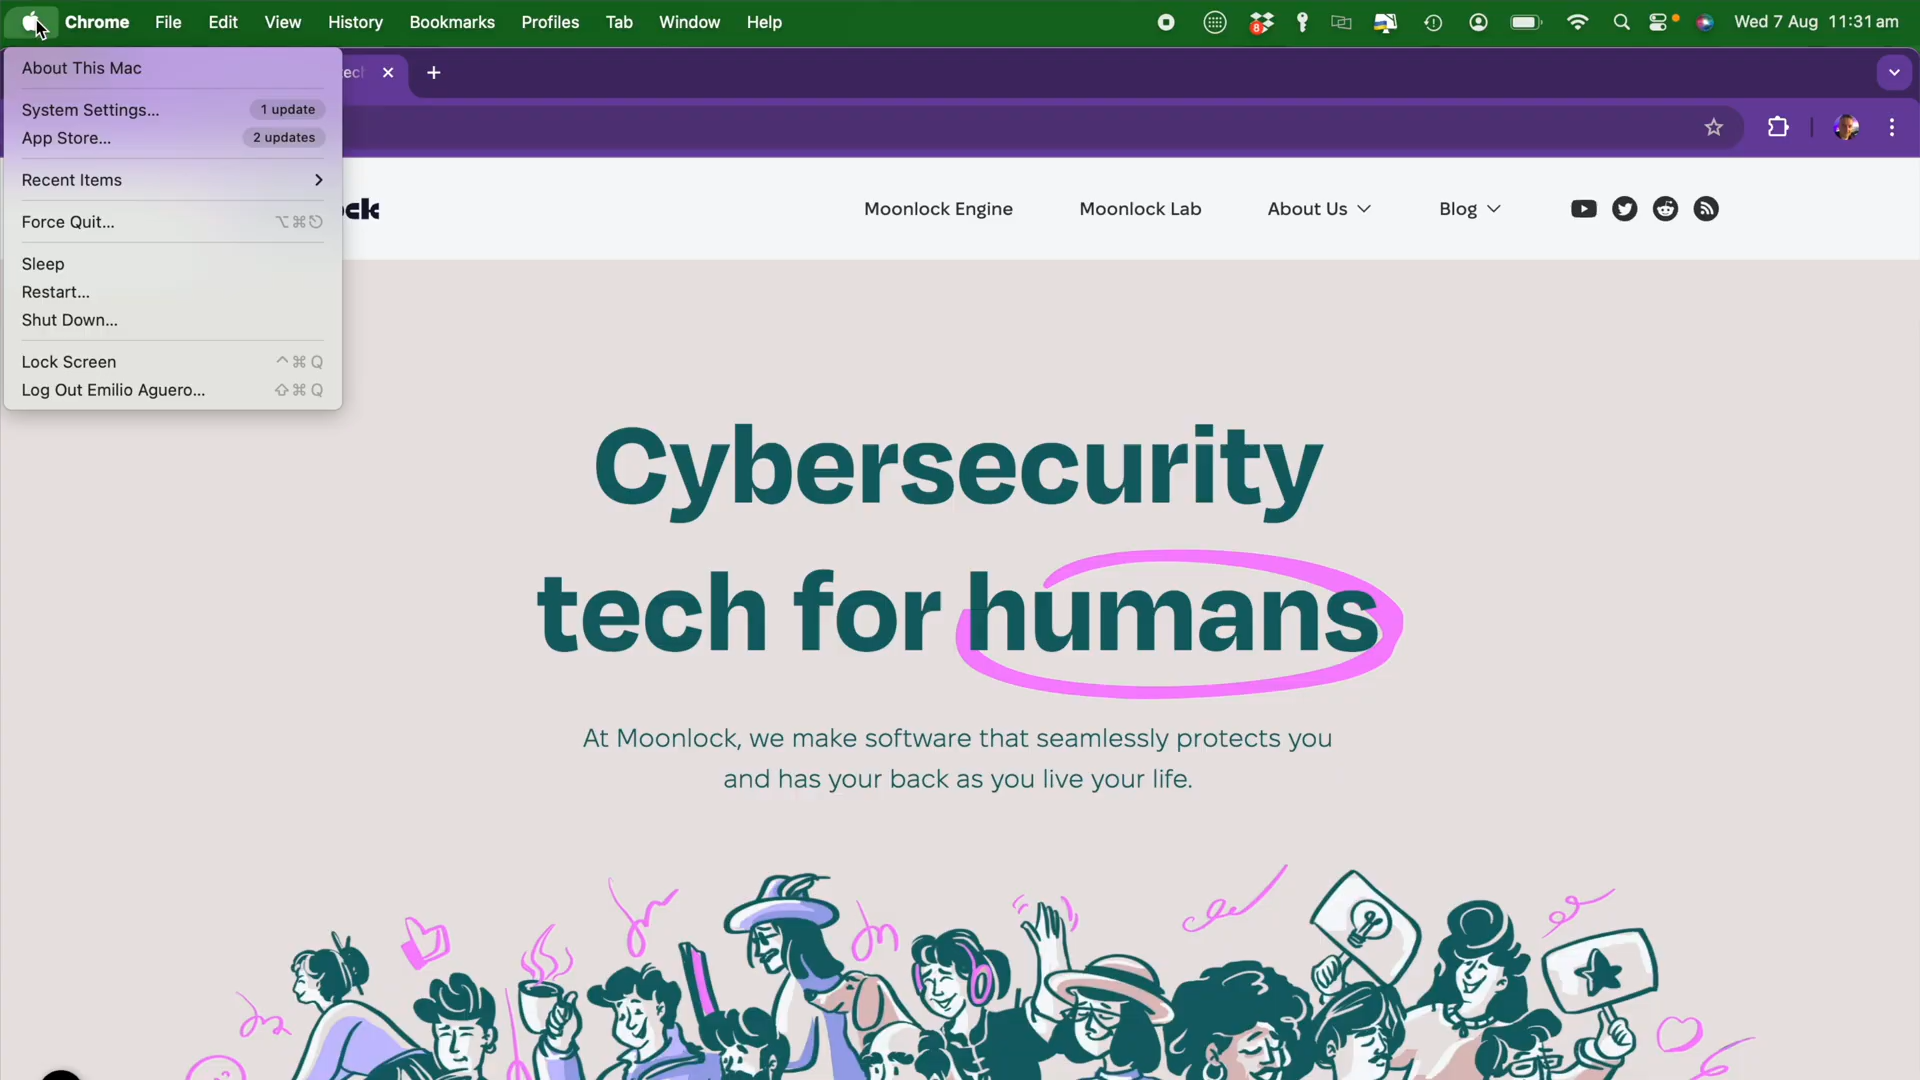 Chrome File Edit View History Bookmarks Profiles Tab Window Help 8 Wed 7 Aug 11:31 am
About This Mac
System Settings... 1 update
App Store... 2 updates
Recent Items
Force Quit... ⌥⌘⎋
Sleep
Restart...
Shut Down...
Lock Screen ^⌘Q
Log Out Emilio Aguero... ⇧⌘Q
ech
ock Moonlock Engine Moonlock Lab About Us Blog
Cybersecurity
tech for humans
At Moonlock, we make software that seamlessly protects you
and has your back as you live your life.